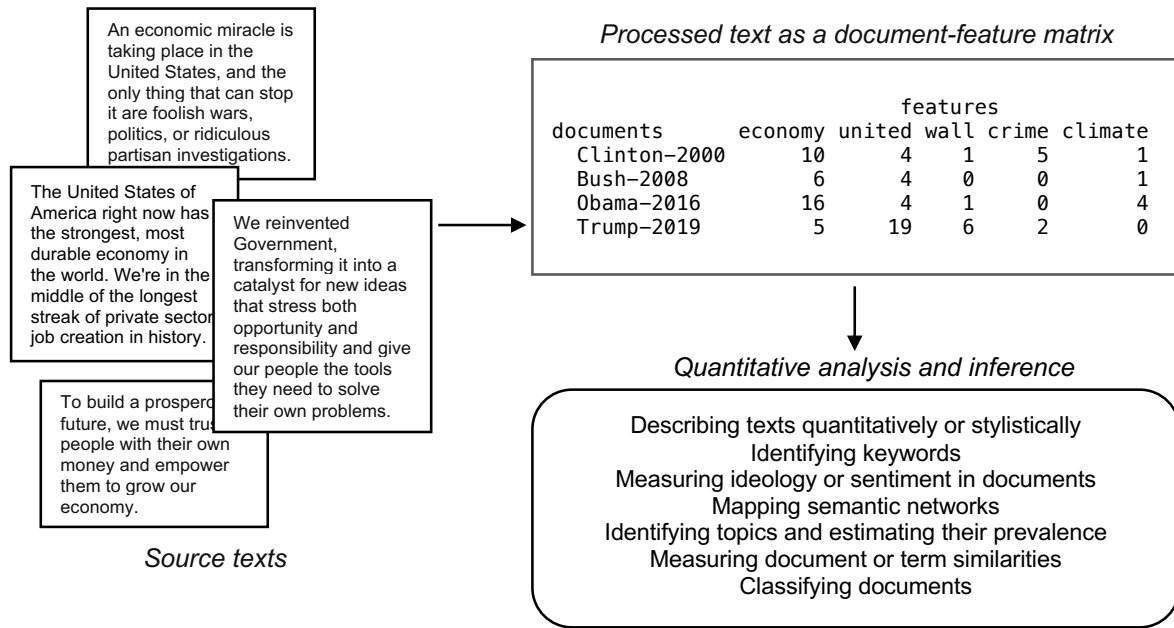 An economic miracle is
taking place in the
United States, and the
only thing that can stop
it are foolish wars,
politics, or ridiculous
partisan investigations.
The United States of
America right now has
the strongest, most
durable economy in
the world. We're in the
middle of the longest
streak of private sector
job creation in history.
We reinvented
Government,
transforming it into a
catalyst for new ideas
that stress both
opportunity and
responsibility and give
our people the tools
they need to solve
their own problems.
To build a
future, we must
people with their own
money and empower
them to grow our
economy.
Source texts
Processed text as a document-feature matrix
features
documents economy united wall crime climate
Clinton-2000 10 4 1 5 1
Bush-2008 6 4 0 0 1
Obama-2016 16 4 1 0 4
Trump-2019 5 19 6 2 0
Quantitative analysis and inference
Describing texts quantitatively or stylistically
Identifying keywords
Measuring ideology or sentiment in documents
Mapping semantic networks
Identifying topics and estimating their prevalence
Measuring document or term similarities
Classifying documents